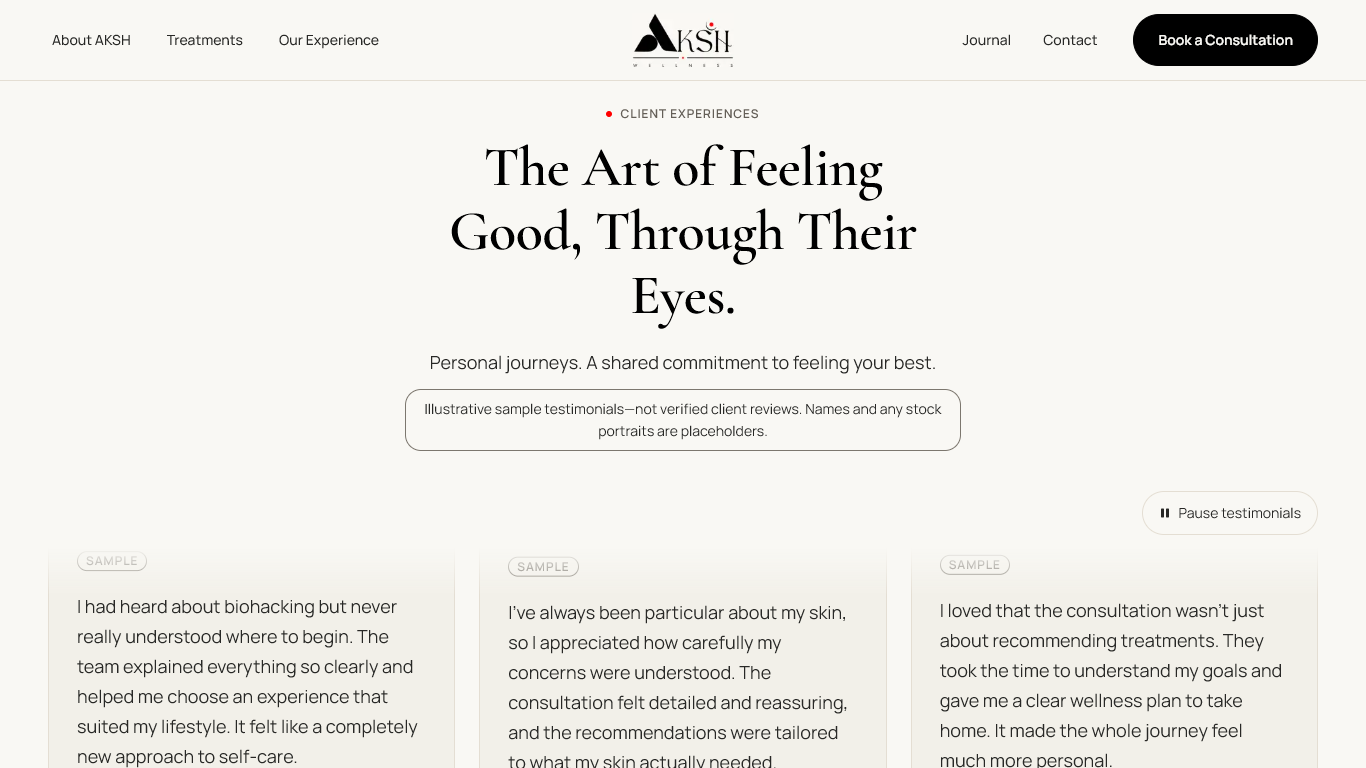 About AKSH
Treatments
Our Experience
AKSH
WELLNESS
Journal
Contact
Book a Consultation
CLIENT EXPERIENCES
The Art of Feeling
Good, Through Their
Eyes.
Personal journeys. A shared commitment to feeling your best.
Illustrative sample testimonials—not verified client reviews. Names and any stock
portraits are placeholders.
Pause testimonials
SAMPLE
I had heard about biohacking but never
really understood where to begin. The
team explained everything so clearly and
helped me choose an experience that
suited my lifestyle. It felt like a completely
new approach to self-care.
SAMPLE
I’ve always been particular about my skin,
so I appreciated how carefully my
concerns were understood. The
consultation felt detailed and reassuring,
and the recommendations were tailored
to what my skin actually needed.
SAMPLE
I loved that the consultation wasn’t just
about recommending treatments. They
took the time to understand my goals and
gave me a clear wellness plan to take
home. It made the whole journey feel
much more personal.